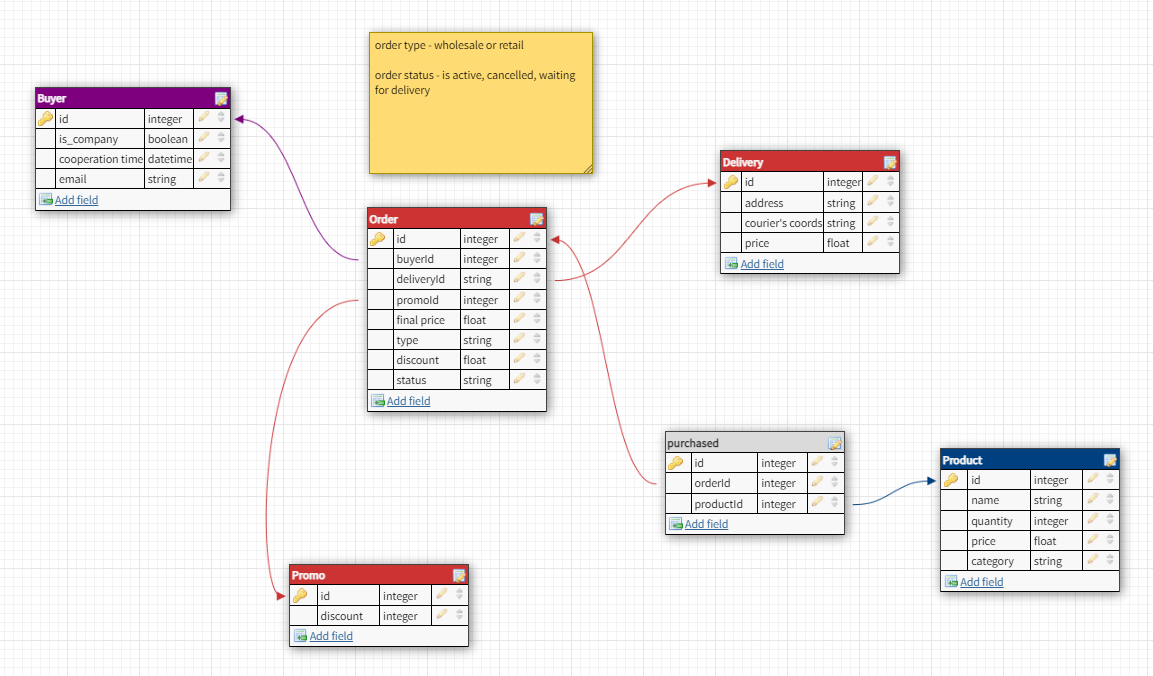 order type - wholesale or retail
order status - is active, cancelled, waiting
for delivery
Buyer
id integer
is_company boolean
cooperation time datetime
email string
Add field
Delivery
id integer
address string
courier's coords string
price float
Add field
Order
id integer
buyerId integer
deliveryId string
promoId integer
final price float
type string
discount float
status string
Add field
purchased
id integer
orderId integer
productId integer
Add field
Product
id integer
name string
quantity integer
price float
category string
Add field
Promo
id integer
discount integer
Add field